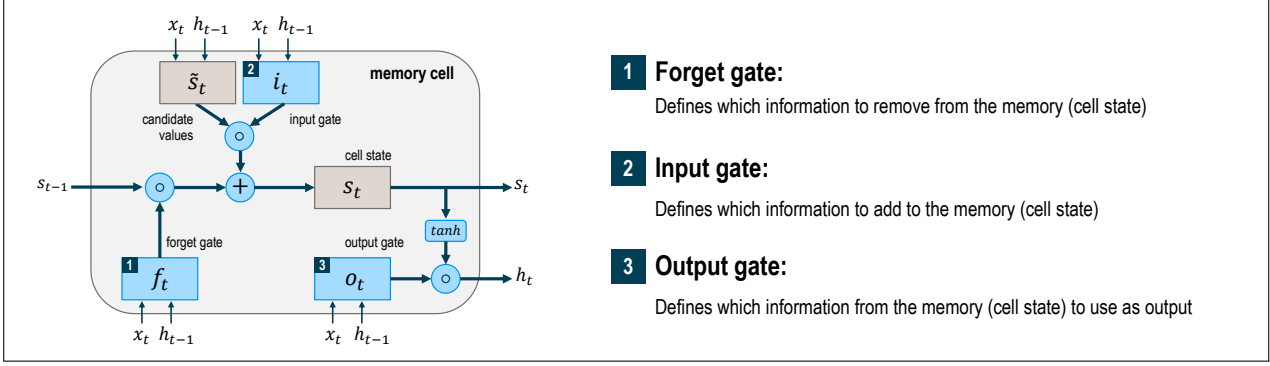 x_t h_{t−1} x_t h_{t−1}
memory cell
s̃_t 2 i_t
candidate values
input gate
∘
cell state
s_{t−1} ∘ + s_t s_t
tanh
forget gate
output gate
1 f_t
3 o_t
∘ h_t
x_t h_{t−1} x_t h_{t−1}
1 Forget gate:
Defines which information to remove from the memory (cell state)
2 Input gate:
Defines which information to add to the memory (cell state)
3 Output gate:
Defines which information from the memory (cell state) to use as output